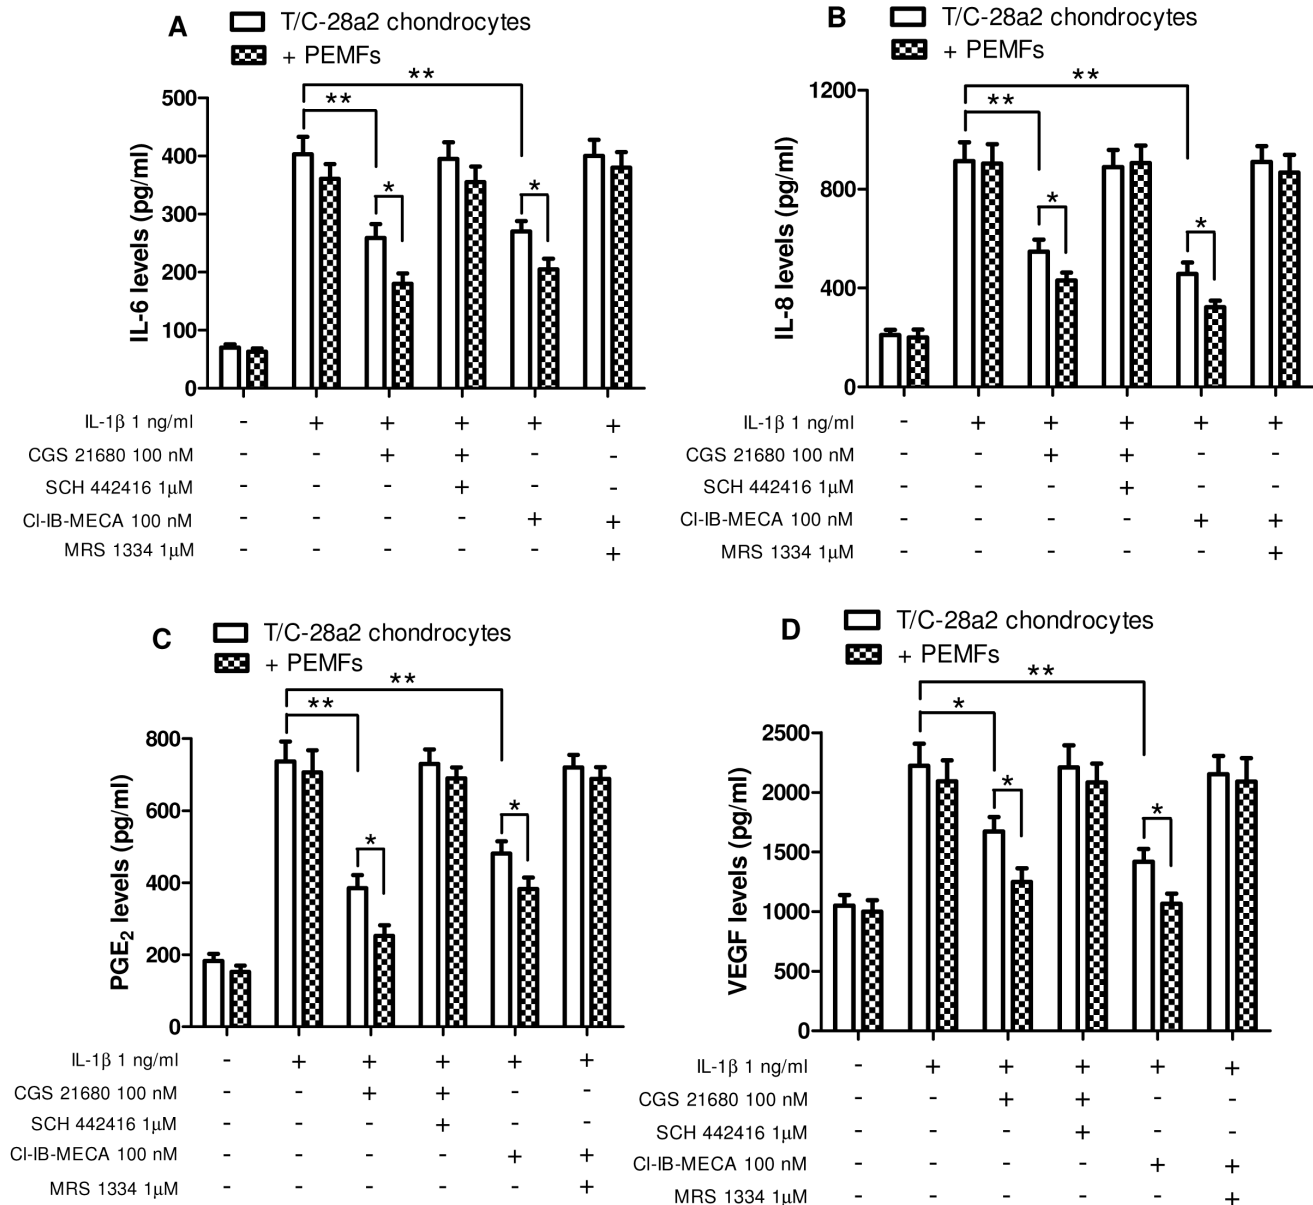 A
T/C-28a2 chondrocytes
+ PEMFs
**
**
*
*
IL-6 levels (pg/ml)
500
400
300
200
100
0
IL-1β 1 ng/ml - + + + + +
CGS 21680 100 nM - - + + - -
SCH 442416 1μM - - - + - -
Cl-IB-MECA 100 nM - - - - + +
MRS 1334 1μM - - - - - +
B
T/C-28a2 chondrocytes
+ PEMFs
**
**
*
*
IL-8 levels (pg/ml)
1200
800
400
0
IL-1β 1 ng/ml - + + + + +
CGS 21680 100 nM - - + + - -
SCH 442416 1μM - - - + - -
Cl-IB-MECA 100 nM - - - - + +
MRS 1334 1μM - - - - - +
C
T/C-28a2 chondrocytes
+ PEMFs
**
**
*
*
PGE2 levels (pg/ml)
800
600
400
200
0
IL-1β 1 ng/ml - + + + + +
CGS 21680 100 nM - - + + - -
SCH 442416 1μM - - - + - -
Cl-IB-MECA 100 nM - - - - + +
MRS 1334 1μM - - - - - +
D
T/C-28a2 chondrocytes
+ PEMFs
**
*
*
*
VEGF levels (pg/ml)
2500
2000
1500
1000
500
0
IL-1β 1 ng/ml - + + + + +
CGS 21680 100 nM - - + + - -
SCH 442416 1μM - - - + - -
Cl-IB-MECA 100 nM - - - - + +
MRS 1334 1μM - - - - - +